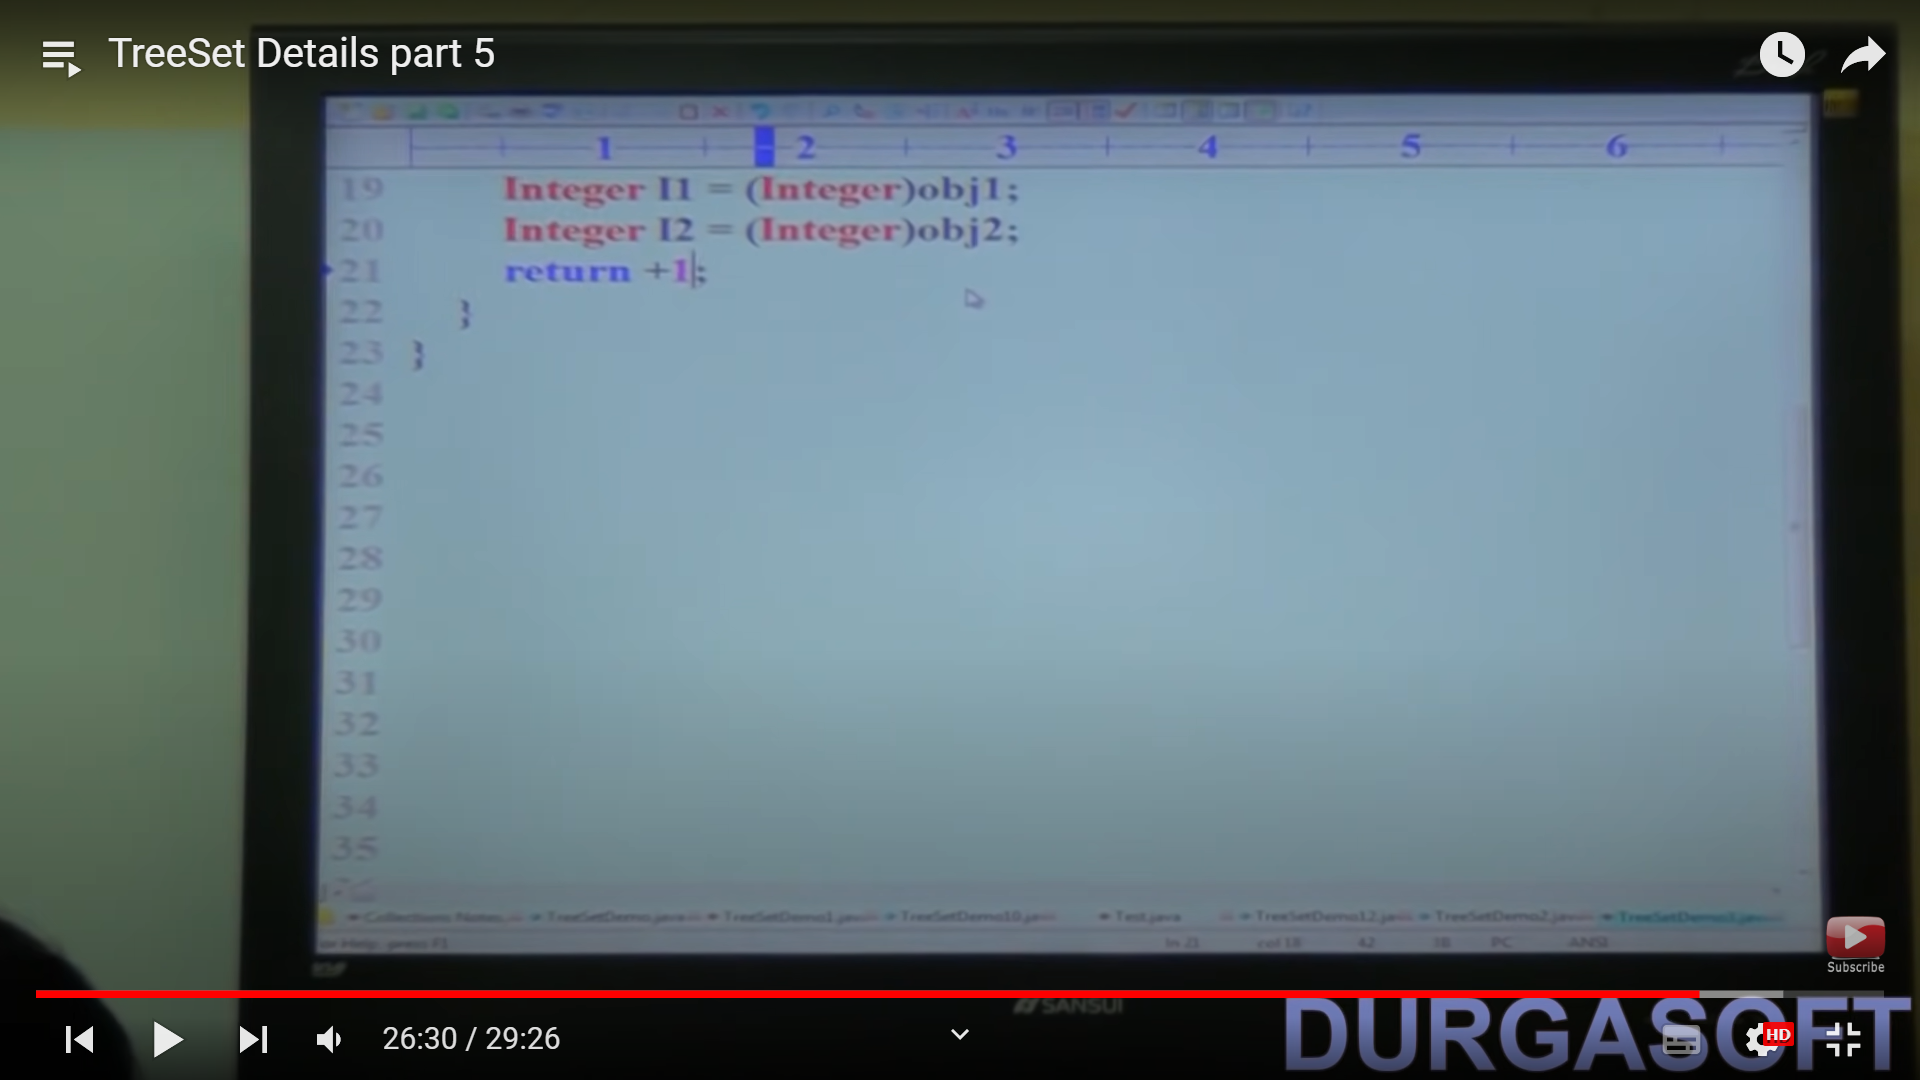 TreeSet Details part 5
1 2 3 4 5 6
19 Integer I1 = (Integer)obj1;
20 Integer I2 = (Integer)obj2;
21 return +1;
22 }
23 }
24
25
26
27
28
29
30
31
32
33
34
35
Collections Notes TreeSetDemo.java TreeSetDemo1.java TreeSetDemo10.java Test.java TreeSetDemo12.java TreeSetDemo2.java TreeSetDemo3.java
For Help, press F1 ln 21 col 18 42 38 PC ANSI
Subscribe
SANSUI
DURGASOFT
26:30 / 29:26
HD